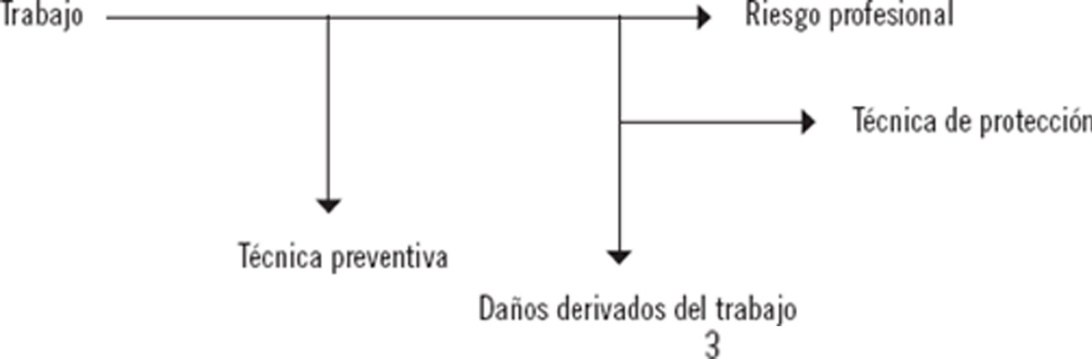 Trabajo
Riesgo profesional
Técnica de protección
Técnica preventiva
Daños derivados del trabajo
3